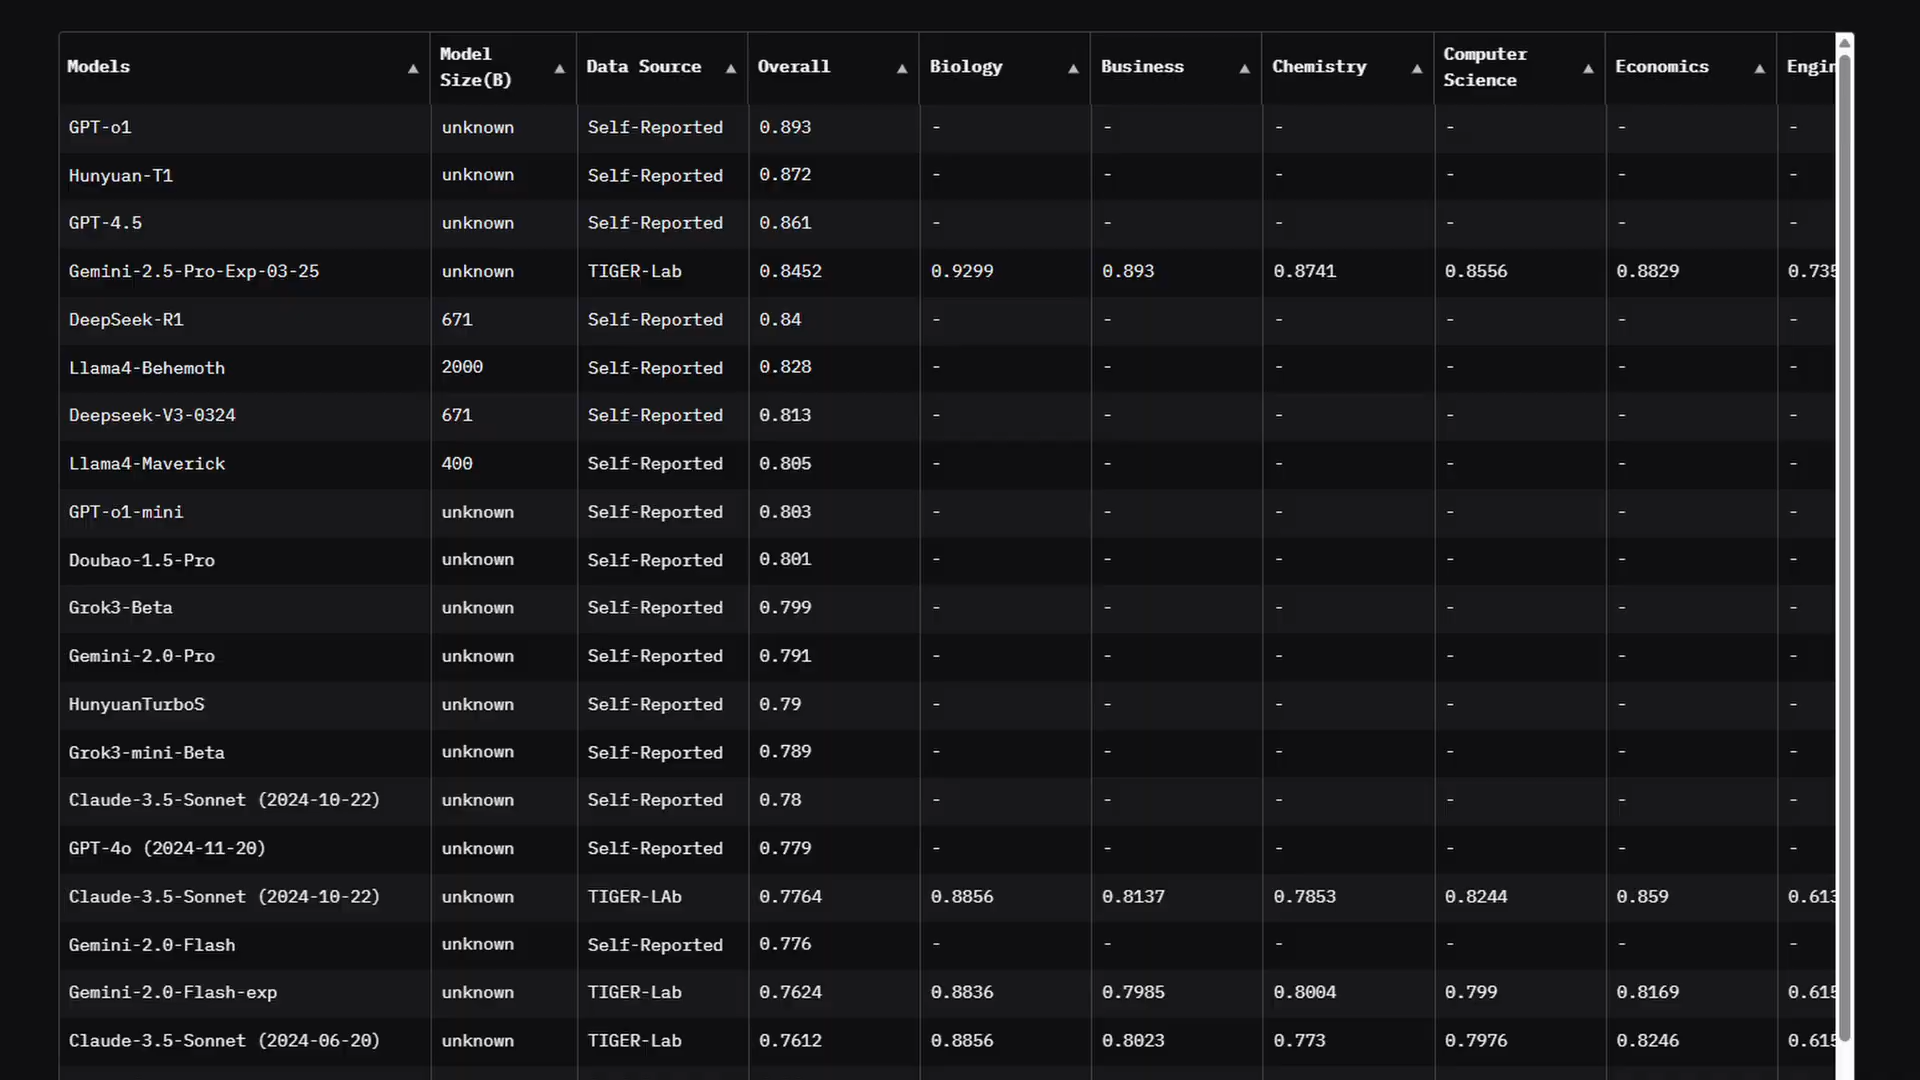 Models ▲ Model Size(B) ▲ Data Source ▲ Overall ▲ Biology ▲ Business ▲ Chemistry ▲ Computer Science ▲ Economics ▲ Engin
GPT-o1 unknown Self-Reported 0.893 - - - - - -
Hunyuan-T1 unknown Self-Reported 0.872 - - - - - -
GPT-4.5 unknown Self-Reported 0.861 - - - - - -
Gemini-2.5-Pro-Exp-03-25 unknown TIGER-Lab 0.8452 0.9299 0.893 0.8741 0.8556 0.8829 0.735
DeepSeek-R1 671 Self-Reported 0.84 - - - - - -
Llama4-Behemoth 2000 Self-Reported 0.828 - - - - - -
Deepseek-V3-0324 671 Self-Reported 0.813 - - - - - -
Llama4-Maverick 400 Self-Reported 0.805 - - - - - -
GPT-o1-mini unknown Self-Reported 0.803 - - - - - -
Doubao-1.5-Pro unknown Self-Reported 0.801 - - - - - -
Grok3-Beta unknown Self-Reported 0.799 - - - - - -
Gemini-2.0-Pro unknown Self-Reported 0.791 - - - - - -
HunyuanTurboS unknown Self-Reported 0.79 - - - - - -
Grok3-mini-Beta unknown Self-Reported 0.789 - - - - - -
Claude-3.5-Sonnet (2024-10-22) unknown Self-Reported 0.78 - - - - - -
GPT-4o (2024-11-20) unknown Self-Reported 0.779 - - - - - -
Claude-3.5-Sonnet (2024-10-22) unknown TIGER-LAb 0.7764 0.8856 0.8137 0.7853 0.8244 0.859 0.613
Gemini-2.0-Flash unknown Self-Reported 0.776 - - - - - -
Gemini-2.0-Flash-exp unknown TIGER-Lab 0.7624 0.8836 0.7985 0.8004 0.799 0.8169 0.615
Claude-3.5-Sonnet (2024-06-20) unknown TIGER-Lab 0.7612 0.8856 0.8023 0.773 0.7976 0.8246 0.615